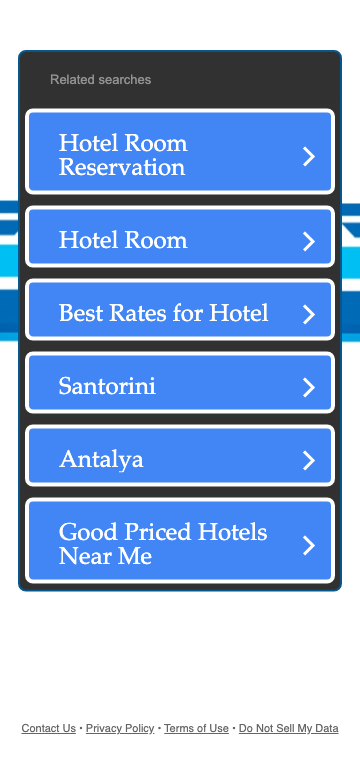 Related searches
Hotel Room
Reservation
Hotel Room
Best Rates for Hotel
Santorini
Antalya
Good Priced Hotels
Near Me
Contact Us • Privacy Policy • Terms of Use • Do Not Sell My Data